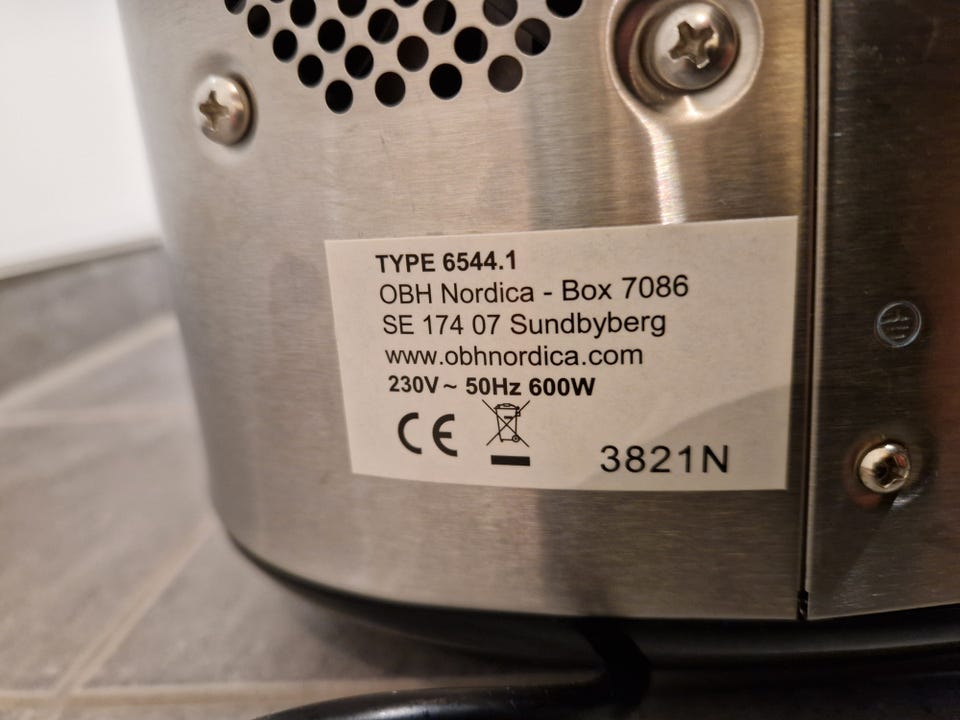 TYPE 6544.1
OBH Nordica - Box 7086
SE 174 07 Sundbyberg
www.obhnordica.com
230V~ 50Hz 600W
CE
3821N